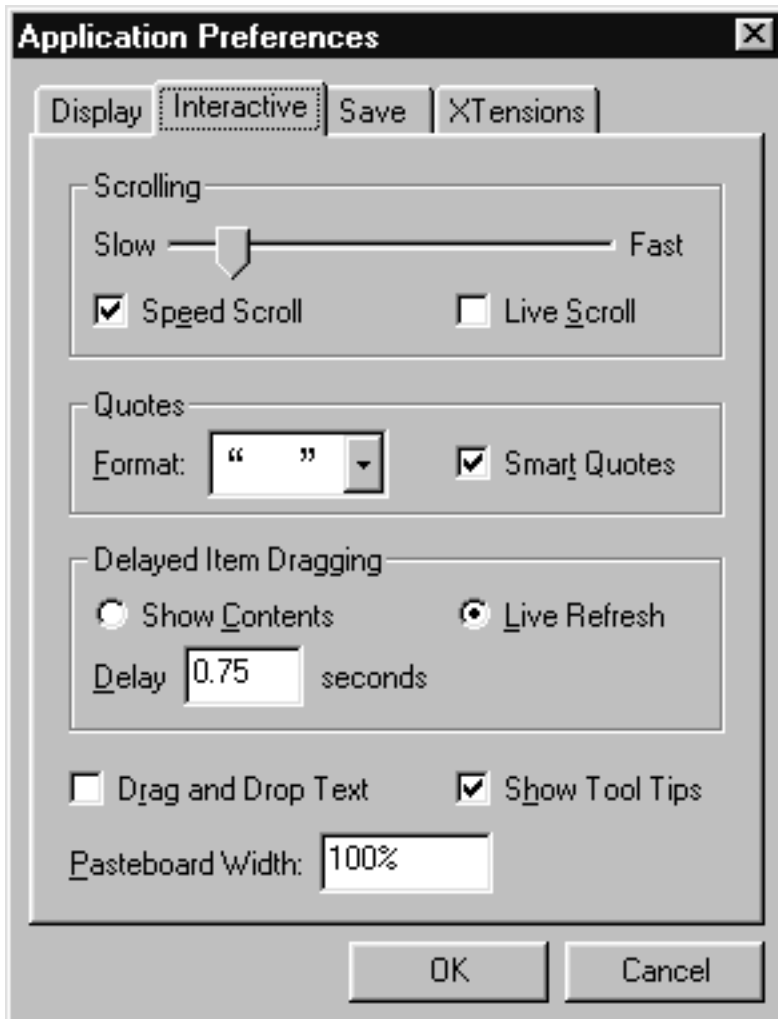 Application Preferences
Display Interactive Save XTensions
Scrolling
Slow Fast
Speed Scroll Live Scroll
Quotes
Format: “ ” Smart Quotes
Delayed Item Dragging
Show Contents Live Refresh
Delay 0.75 seconds
Drag and Drop Text Show Tool Tips
Pasteboard Width: 100%
OK Cancel